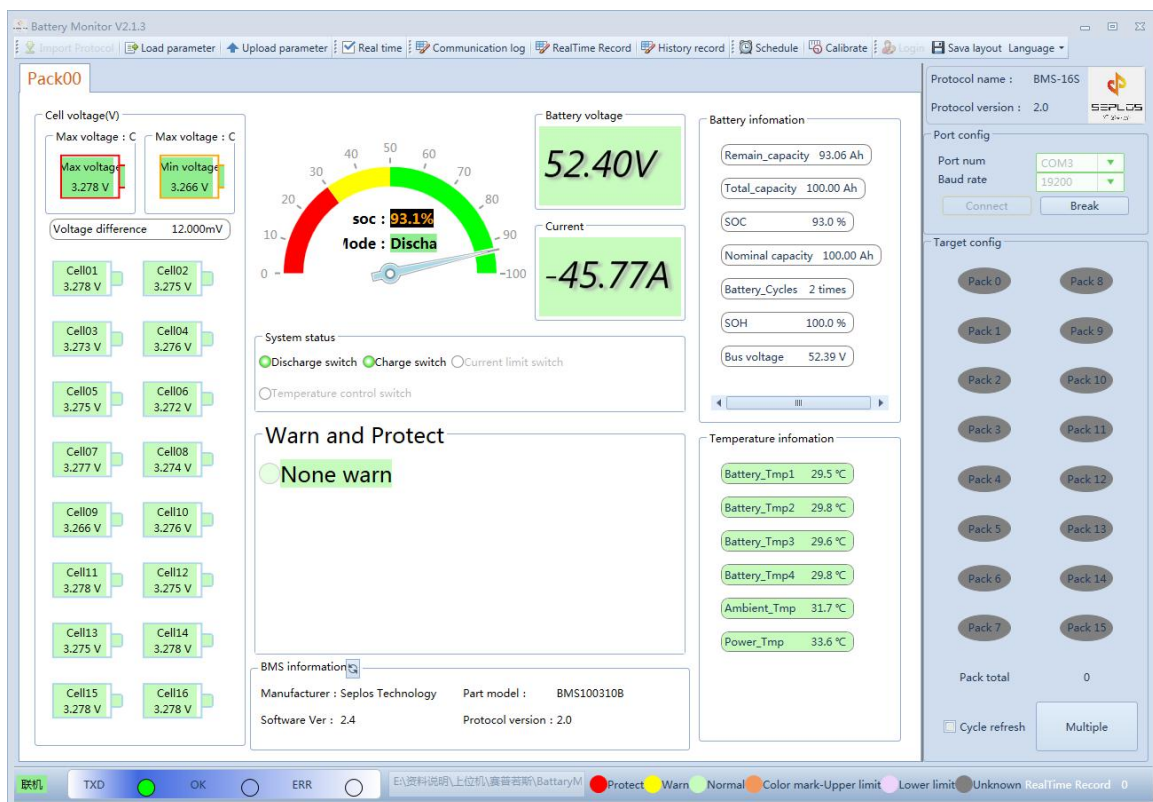 Battery Monitor V2.1.3
Import Protocol Load parameter Upload parameter Real time Communication log RealTime Record History record Schedule Calibrate Login Sava layout Language
Pack00
Cell voltage(V)
Max voltage : C Max voltage : C
Max voltage Min voltage
3.278 V 3.266 V
Voltage difference 12.000mV
Cell01 Cell02
3.278 V 3.275 V
Cell03 Cell04
3.273 V 3.276 V
Cell05 Cell06
3.275 V 3.272 V
Cell07 Cell08
3.277 V 3.274 V
Cell09 Cell10
3.266 V 3.276 V
Cell11 Cell12
3.278 V 3.275 V
Cell13 Cell14
3.275 V 3.278 V
Cell15 Cell16
3.278 V 3.278 V
0 10 20 30 40 50 60 70 80 90 100
soc : 93.1%
Mode : Discha
Battery voltage
52.40V
Current
-45.77A
System status
Discharge switch Charge switch Current limit switch
Temperature control switch
Warn and Protect
None warn
BMS information
Manufacturer : Seplos Technology Part model : BMS100310B
Software Ver : 2.4 Protocol version : 2.0
Battery infomation
Remain_capacity 93.06 Ah
Total_capacity 100.00 Ah
SOC 93.0 %
Nominal capacity 100.00 Ah
Battery_Cycles 2 times
SOH 100.0 %
Bus voltage 52.39 V
Temperature infomation
Battery_Tmp1 29.5 ℃
Battery_Tmp2 29.8 ℃
Battery_Tmp3 29.6 ℃
Battery_Tmp4 29.8 ℃
Ambient_Tmp 31.7 ℃
Power_Tmp 33.6 ℃
Protocol name : BMS-16S
Protocol version : 2.0
SEPLOS
Port config
Port num COM3
Baud rate 19200
Connect Break
Target config
Pack 0 Pack 8
Pack 1 Pack 9
Pack 2 Pack 10
Pack 3 Pack 11
Pack 4 Pack 12
Pack 5 Pack 13
Pack 6 Pack 14
Pack 7 Pack 15
Pack total 0
Cycle refresh Multiple
联机 TXD OK ERR E:\资料说明\上位机\赛普若斯\BattaryM Protect Warn Normal Color mark-Upper limit Lower limit Unknown RealTime Record 0